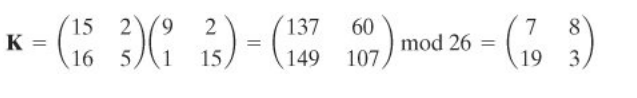 K = (15 2 16 5)(9 2 1 15) = (137 60 149 107) mod 26 = (7 8 19 3)